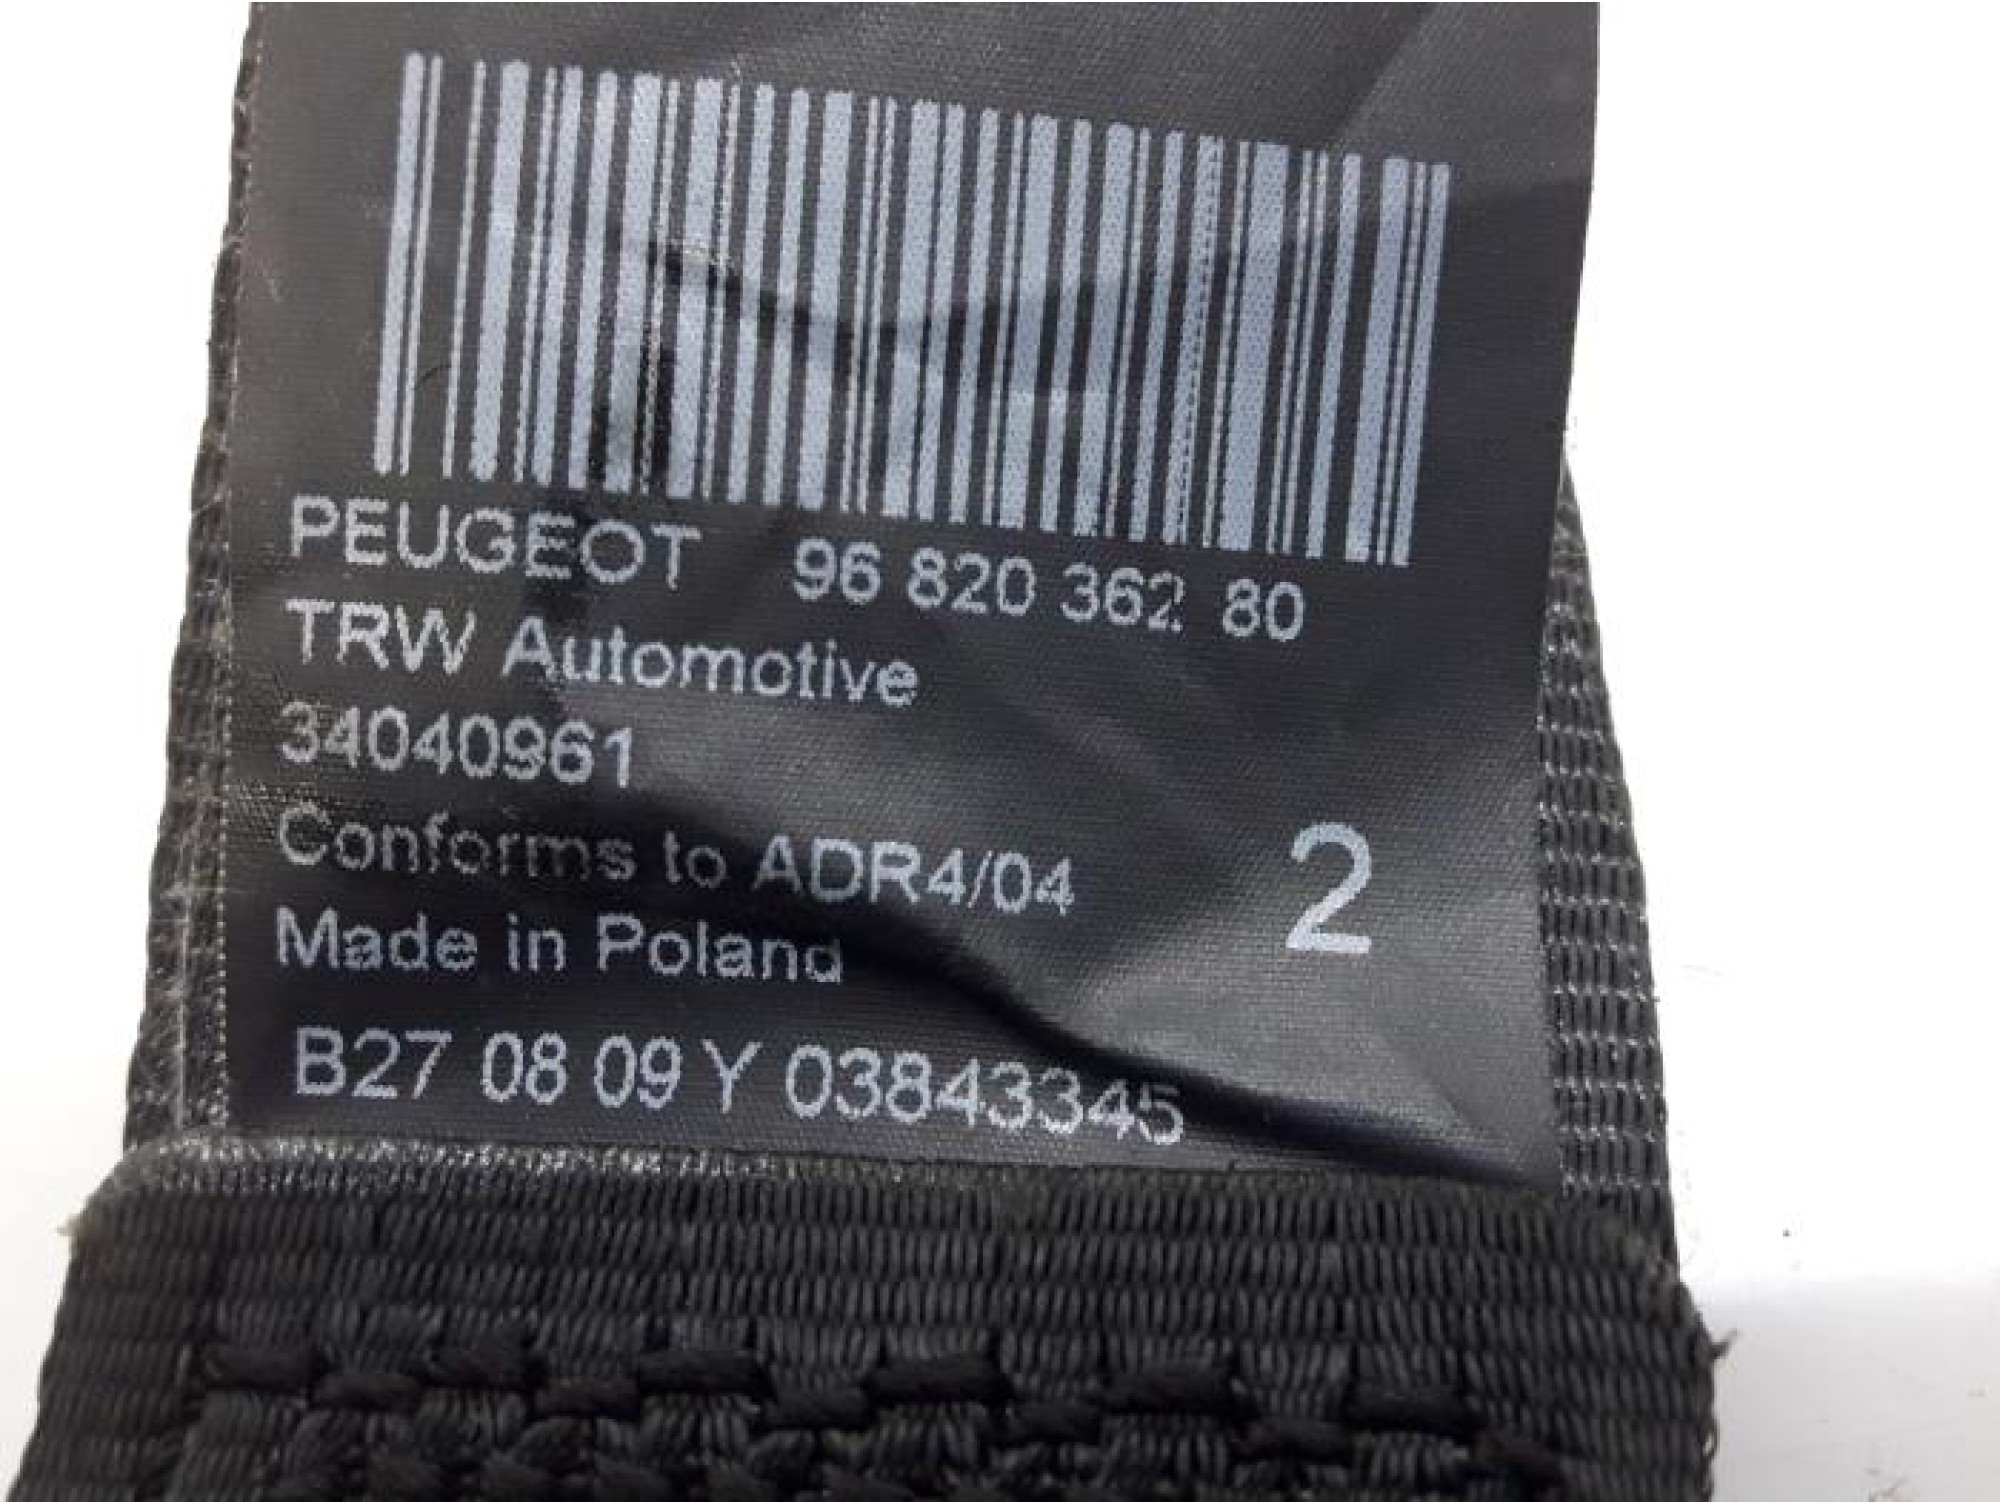 PEUGEOT 96 820 362 80
TRW Automotive
34040961
Conforms to ADR4/04
2
Made in Poland
B27 08 09 Y 03843345